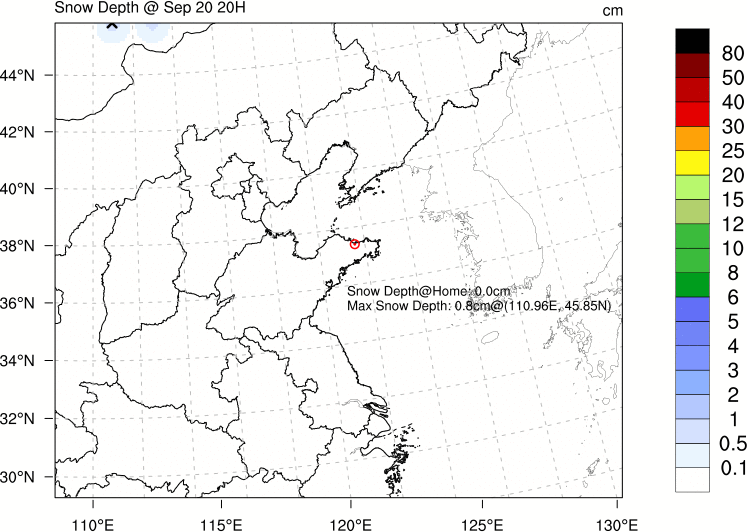 Snow Depth @ Sep 20 20H
cm
44°N
42°N
40°N
38°N
36°N
34°N
32°N
30°N
110°E
115°E
120°E
125°E
130°E
Snow Depth@Home: 0.0cm
Max Snow Depth: 0.8cm@(110.96E, 45.85N)
80
50
40
30
25
20
15
12
10
8
6
5
4
3
2
1
0.5
0.1